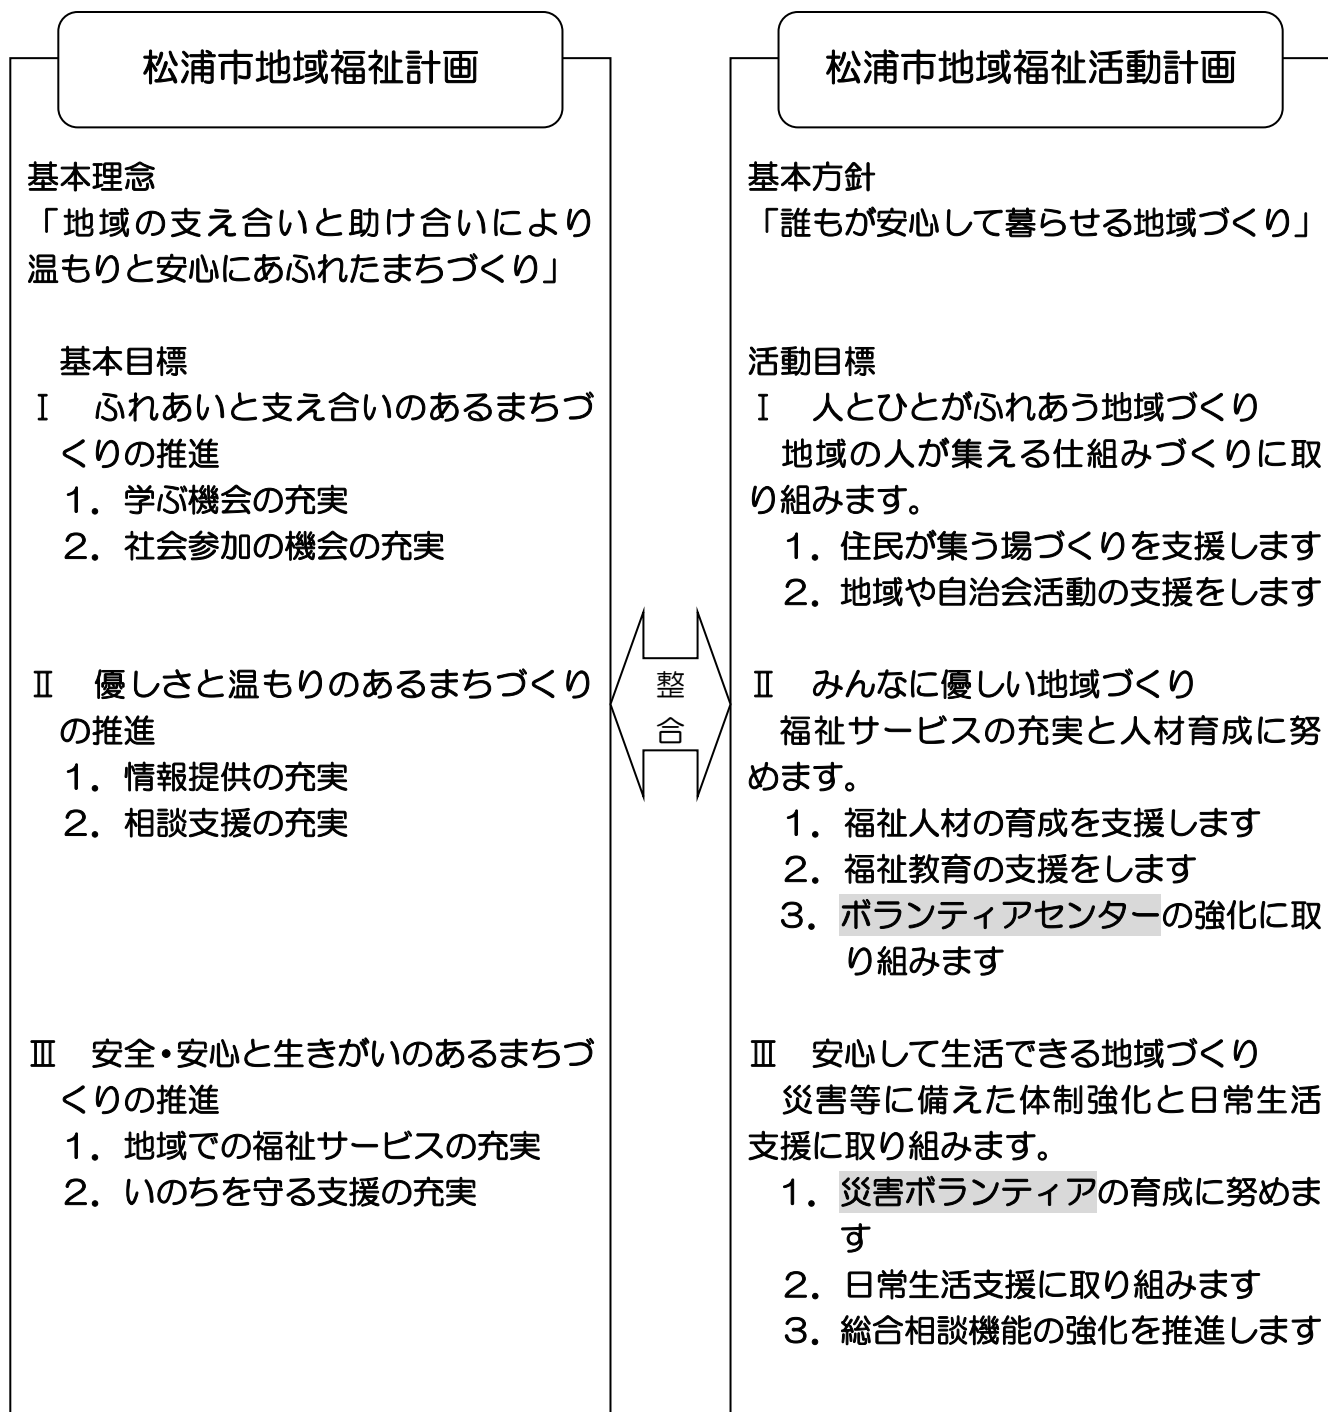 松浦市地域福祉計画
基本理念
「地域の支え合いと助け合いにより
温もりと安心にあふれたまちづくり」
基本目標
Ⅰ　ふれあいと支え合いのあるまちづ
くりの推進
１．学ぶ機会の充実
２．社会参加の機会の充実
Ⅱ　優しさと温もりのあるまちづくり
の推進
１．情報提供の充実
２．相談支援の充実
Ⅲ　安全・安心と生きがいのあるまちづ
くりの推進
１．地域での福祉サービスの充実
２．いのちを守る支援の充実
整
合
松浦市地域福祉活動計画
基本方針
「誰もが安心して暮らせる地域づくり」
活動目標
Ⅰ　人とひとがふれあう地域づくり
地域の人が集える仕組みづくりに取
り組みます。
１．住民が集う場づくりを支援します
２．地域や自治会活動の支援をします
Ⅱ　みんなに優しい地域づくり
福祉サービスの充実と人材育成に努
めます。
１．福祉人材の育成を支援します
２．福祉教育の支援をします
３．ボランティアセンターの強化に取
り組みます
Ⅲ　安心して生活できる地域づくり
災害等に備えた体制強化と日常生活
支援に取り組みます。
１．災害ボランティアの育成に努めま
す
２．日常生活支援に取り組みます
３．総合相談機能の強化を推進します